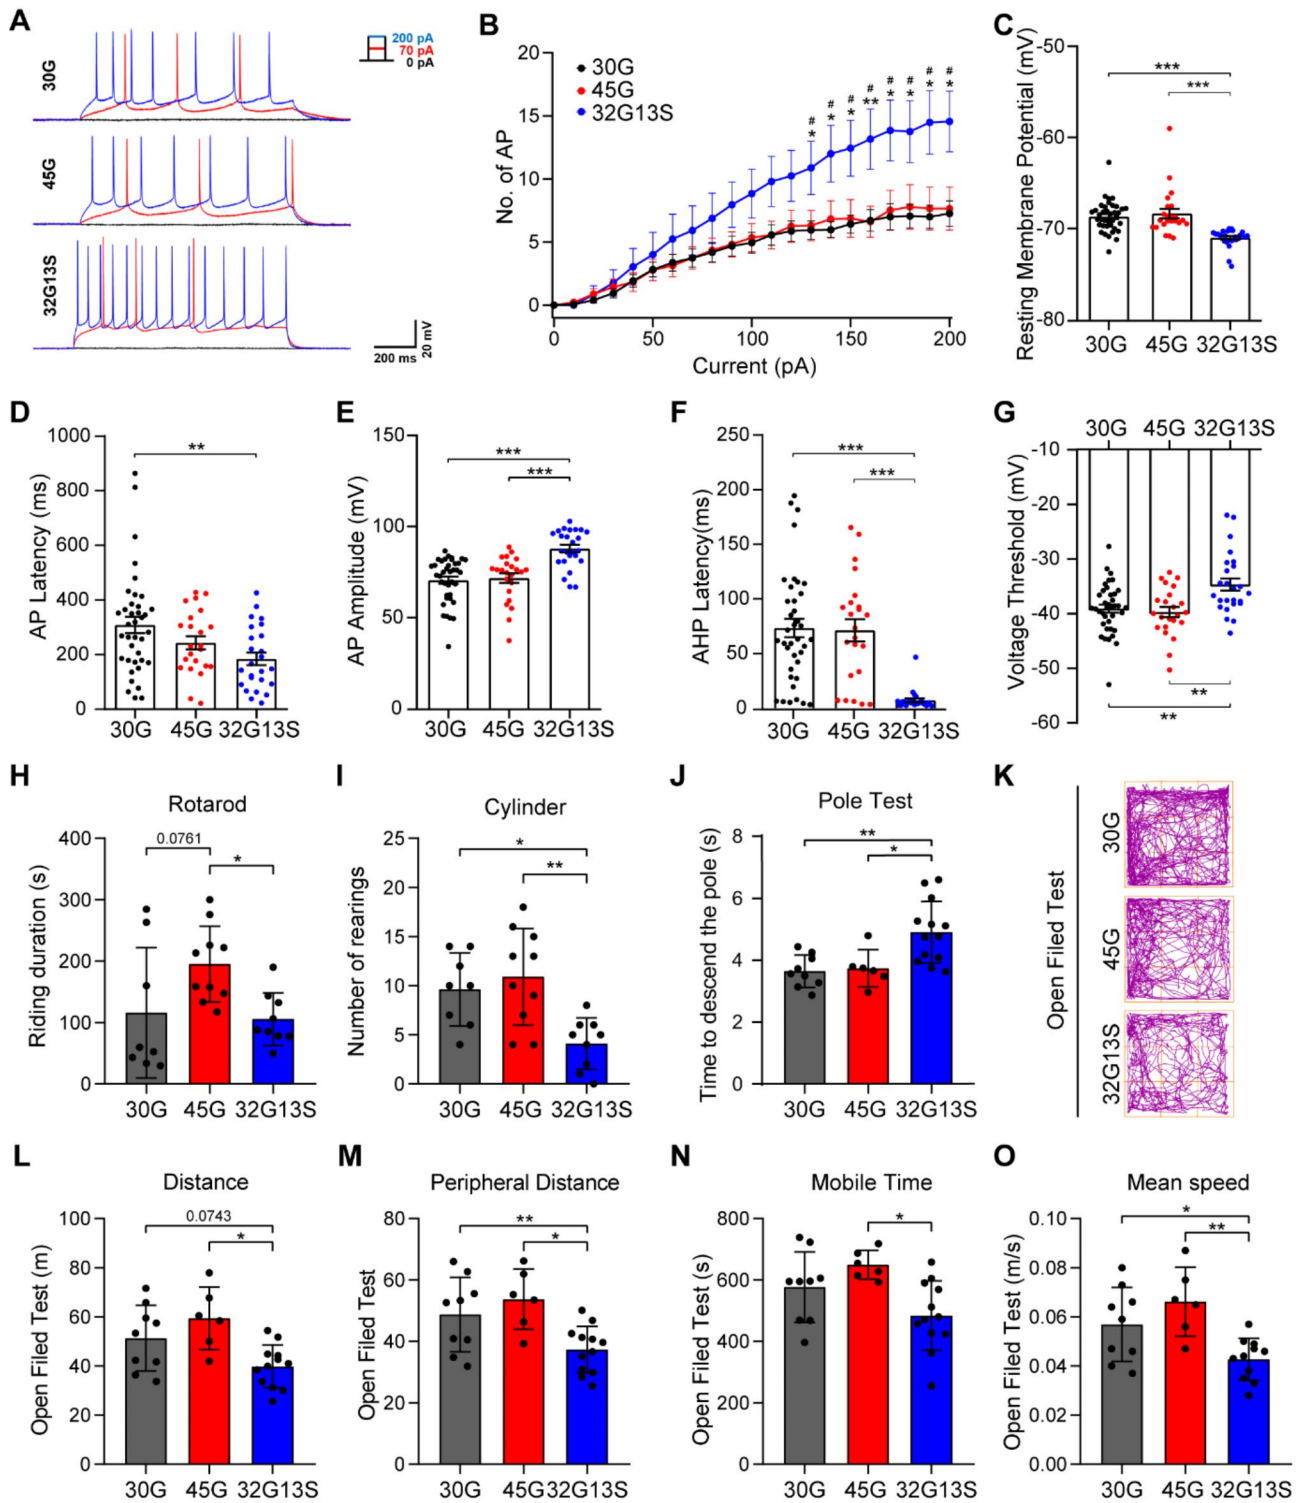 A
30G
200 pA
70 pA
0 pA
45G
32G13S
200 ms
20 mV
B
No. of AP
20
15
10
5
0
30G
45G
32G13S
#
*
#
*
#
*
#
**
#
*
#
*
#
*
#
*
0 50 100 150 200
Current (pA)
C
Resting Membrane Potential (mV)
-50
-60
-70
-80
***
***
30G 45G 32G13S
D
AP Latency (ms)
1000
800
600
400
200
0
**
30G 45G 32G13S
E
AP Amplitude (mV)
150
100
50
0
***
***
30G 45G 32G13S
F
AHP Latency(ms)
250
200
150
100
50
0
***
***
30G 45G 32G13S
G
30G 45G 32G13S
Voltage Threshold (mV)
-10
-20
-30
-40
-50
-60
**
**
H
Rotarod
Riding duration (s)
400
300
200
100
0
0.0761
*
30G 45G 32G13S
I
Cylinder
Number of rearings
25
20
15
10
5
0
*
**
30G 45G 32G13S
J
Pole Test
Time to descend the pole (s)
8
6
4
2
0
**
*
30G 45G 32G13S
K
Open Filed Test
30G
45G
32G13S
L
Distance
Open Filed Test (m)
100
80
60
40
20
0
0.0743
*
30G 45G 32G13S
M
Peripheral Distance
Open Filed Test
80
60
40
20
0
**
*
30G 45G 32G13S
N
Mobile Time
Open Filed Test (s)
800
600
400
200
0
*
30G 45G 32G13S
O
Mean speed
Open Filed Test (m/s)
0.10
0.08
0.06
0.04
0.02
0.00
*
**
30G 45G 32G13S